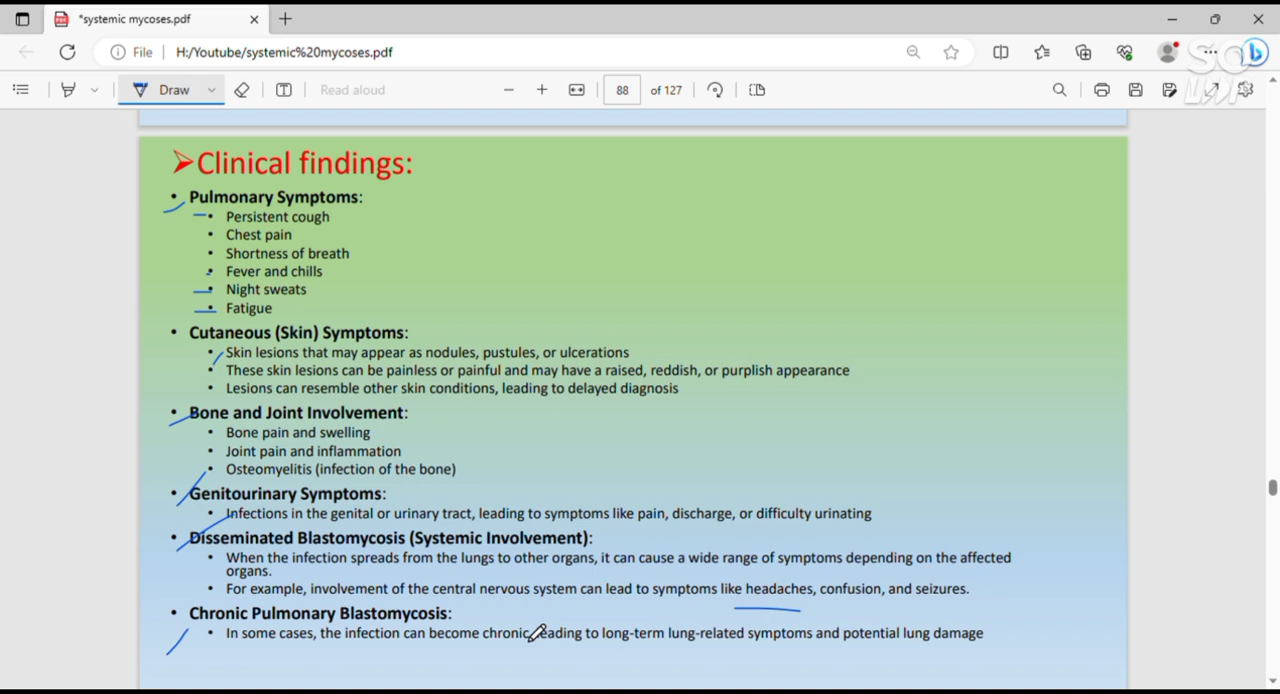 *systemic mycoses.pdf
File H:/Youtube/systemic%20mycoses.pdf
Draw Read aloud 88 of 127
➢Clinical findings:
• Pulmonary Symptoms:
• Persistent cough
• Chest pain
• Shortness of breath
• Fever and chills
• Night sweats
• Fatigue
• Cutaneous (Skin) Symptoms:
• Skin lesions that may appear as nodules, pustules, or ulcerations
• These skin lesions can be painless or painful and may have a raised, reddish, or purplish appearance
• Lesions can resemble other skin conditions, leading to delayed diagnosis
• Bone and Joint Involvement:
• Bone pain and swelling
• Joint pain and inflammation
• Osteomyelitis (infection of the bone)
• Genitourinary Symptoms:
• Infections in the genital or urinary tract, leading to symptoms like pain, discharge, or difficulty urinating
• Disseminated Blastomycosis (Systemic Involvement):
• When the infection spreads from the lungs to other organs, it can cause a wide range of symptoms depending on the affected
organs.
• For example, involvement of the central nervous system can lead to symptoms like headaches, confusion, and seizures.
• Chronic Pulmonary Blastomycosis:
• In some cases, the infection can become chronic, leading to long-term lung-related symptoms and potential lung damage